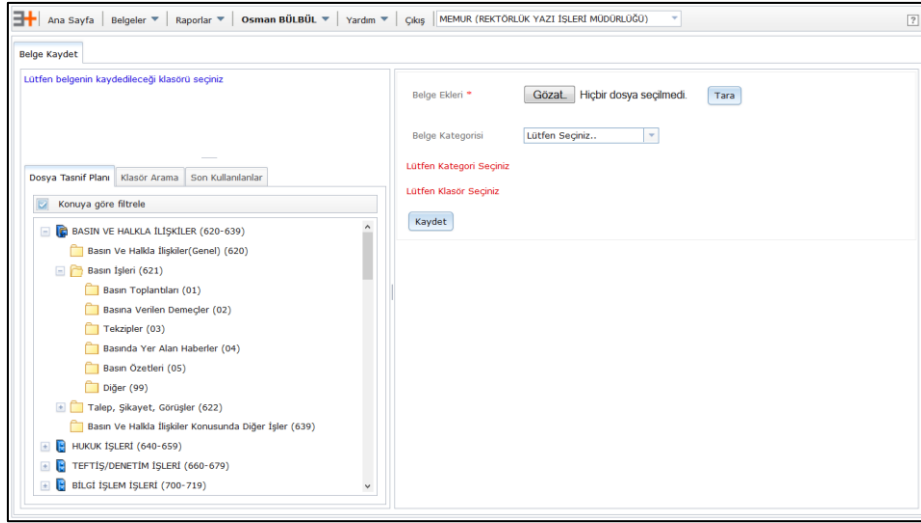 Ana Sayfa Belgeler Raporlar Osman BÜLBÜL Yardım Çıkış MEMUR (REKTÖRLÜK YAZI İŞLERİ MÜDÜRLÜĞÜ) ?
Belge Kaydet
Lütfen belgenin kaydedileceği klasörü seçiniz
Dosya Tasnif Planı Klasör Arama Son Kullanılanlar
Konuya göre filtrele
BASIN VE HALKLA İLİŞKİLER (620-639)
Basın Ve Halkla İlişkiler(Genel) (620)
Basın İşleri (621)
Basın Toplantıları (01)
Basına Verilen Demeçler (02)
Tekzipler (03)
Basında Yer Alan Haberler (04)
Basın Özetleri (05)
Diğer (99)
Talep, Şikayet, Görüşler (622)
Basın Ve Halkla İlişkiler Konusunda Diğer İşler (639)
HUKUK İŞLERİ (640-659)
TEFTİŞ/DENETİM İŞLERİ (660-679)
BİLGİ İŞLEM İŞLERİ (700-719)
Belge Ekleri * Gözat.. Hiçbir dosya seçilmedi. Tara
Belge Kategorisi Lütfen Seçiniz..
Lütfen Kategori Seçiniz
Lütfen Klasör Seçiniz
Kaydet